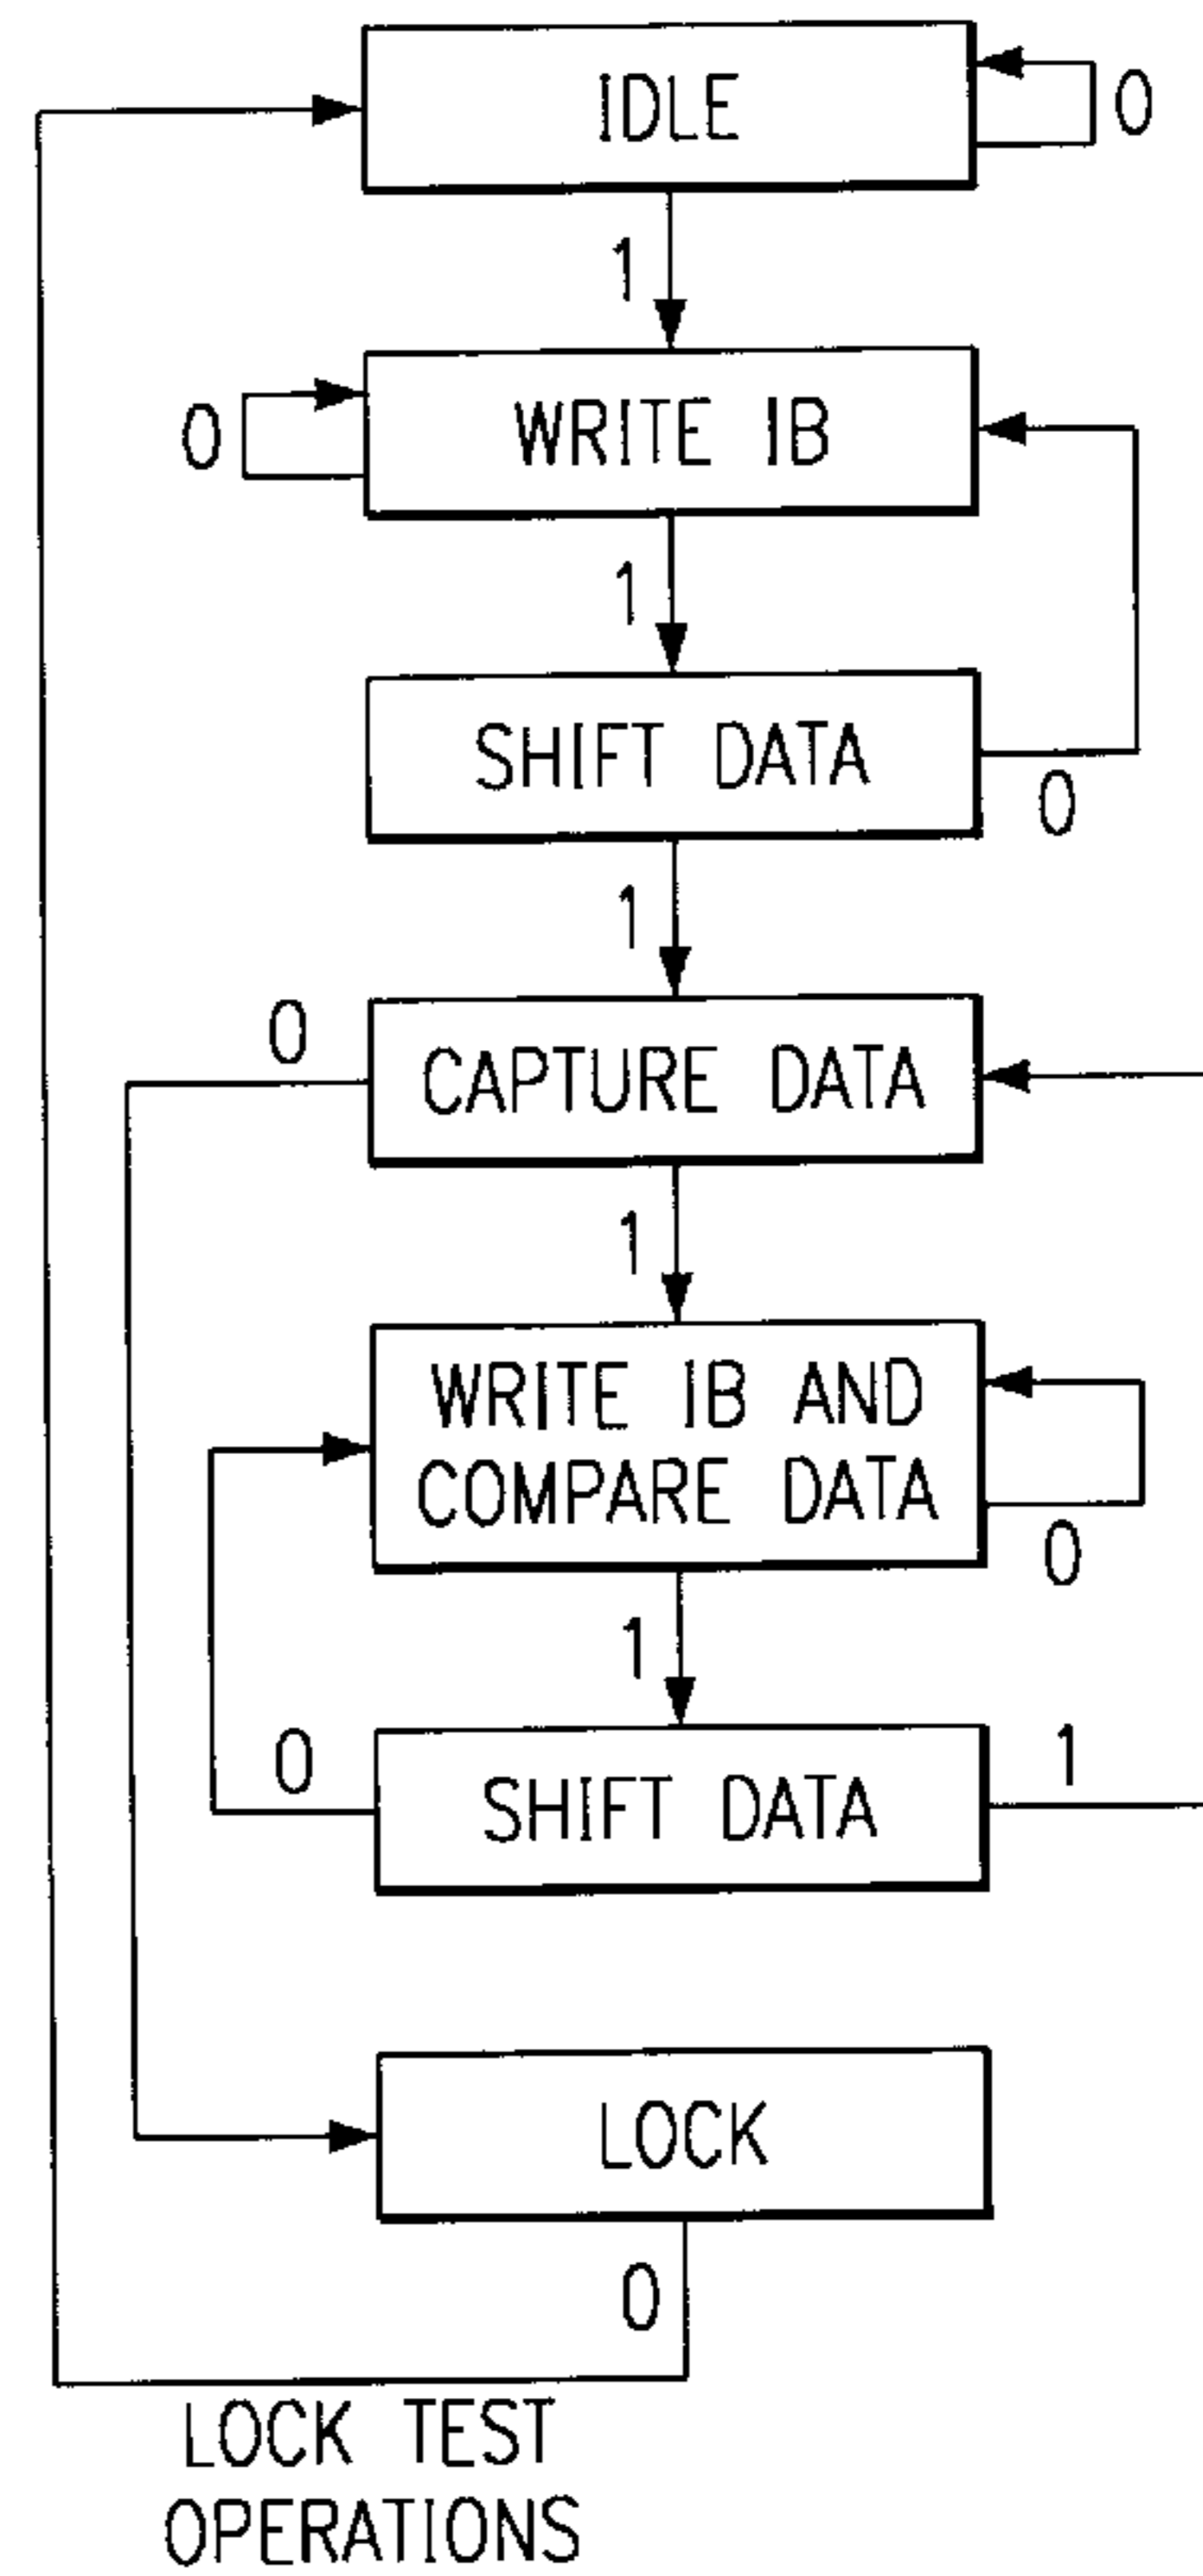 IDLE
0
1
WRITE IB
0
1
SHIFT DATA
0
1
0
CAPTURE DATA
1
WRITE IB AND
COMPARE DATA
0
1
0
SHIFT DATA
1
LOCK
0
LOCK TEST
OPERATIONS